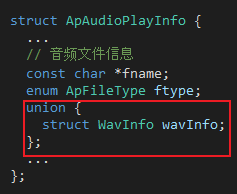 struct ApAudioPlayInfo {
...
// 音频文件信息
const char *fname;
enum ApFileType ftype;
union {
struct WavInfo wavInfo;
};
...
};